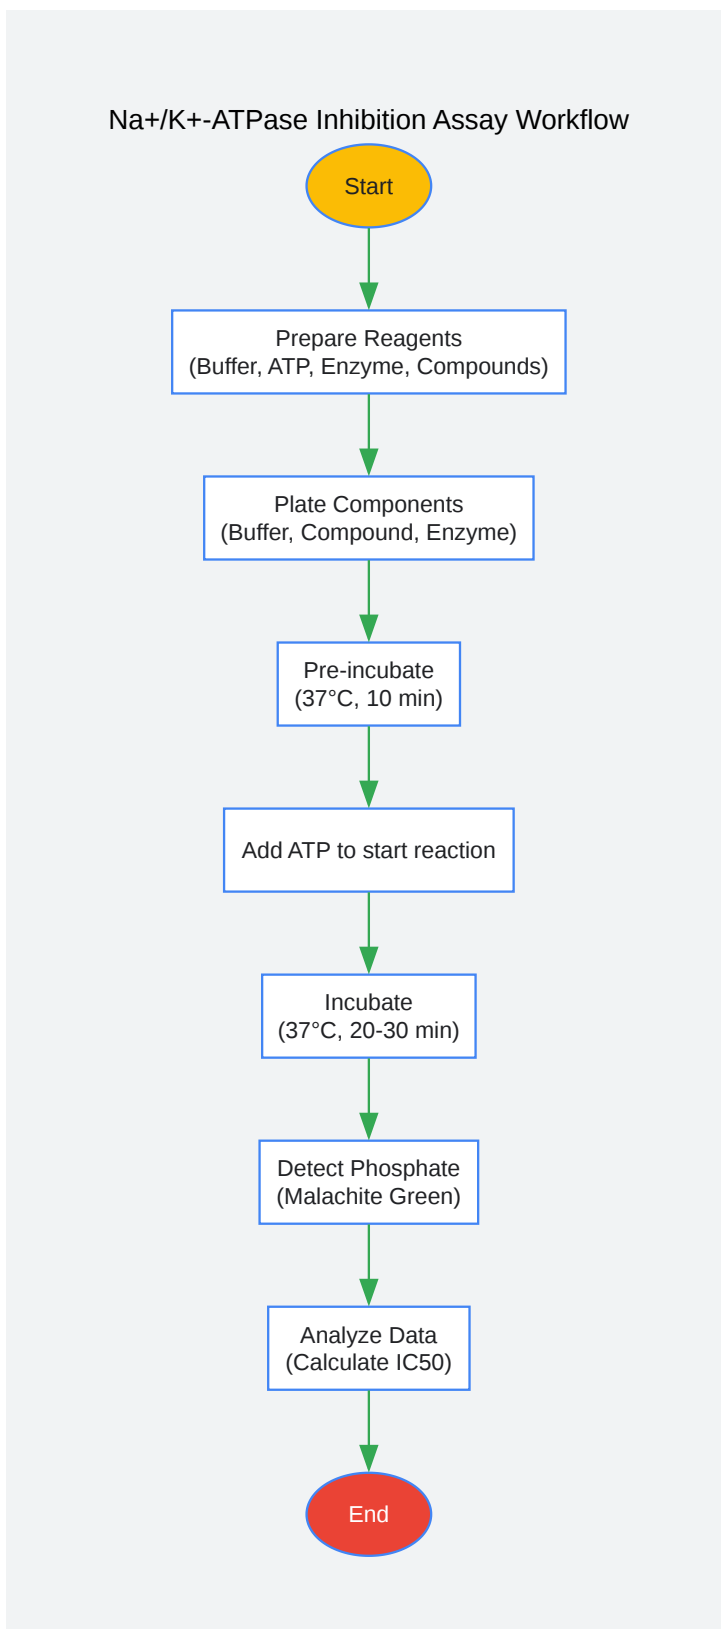 Na+/K+-ATPase Inhibition Assay Workflow
Start
Prepare Reagents
(Buffer, ATP, Enzyme, Compounds)
Plate Components
(Buffer, Compound, Enzyme)
Pre-incubate
(37°C, 10 min)
Add ATP to start reaction
Incubate
(37°C, 20-30 min)
Detect Phosphate
(Malachite Green)
Analyze Data
(Calculate IC50)
End